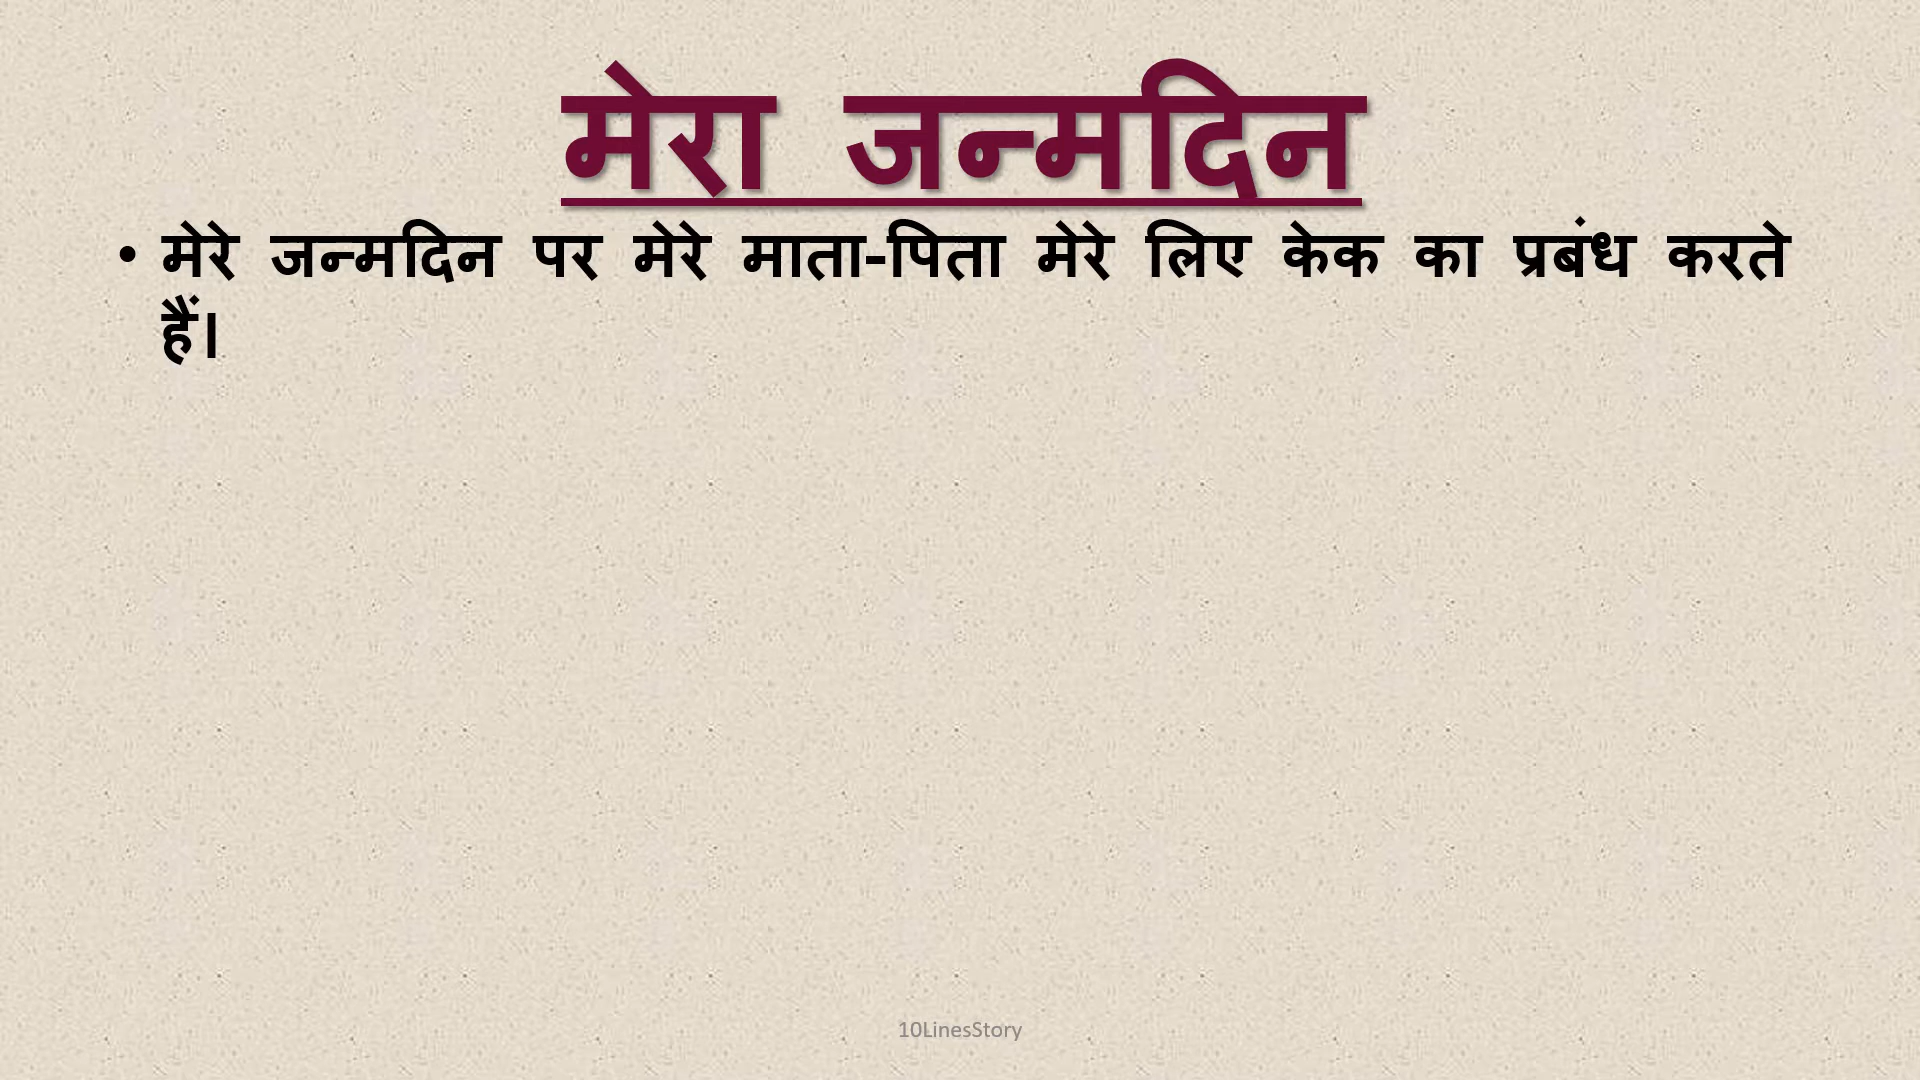 मेरा जन्मदिन
• मेरे जन्मदिन पर मेरे माता-पिता मेरे लिए केक का प्रबंध करते
हैं।
10LinesStory